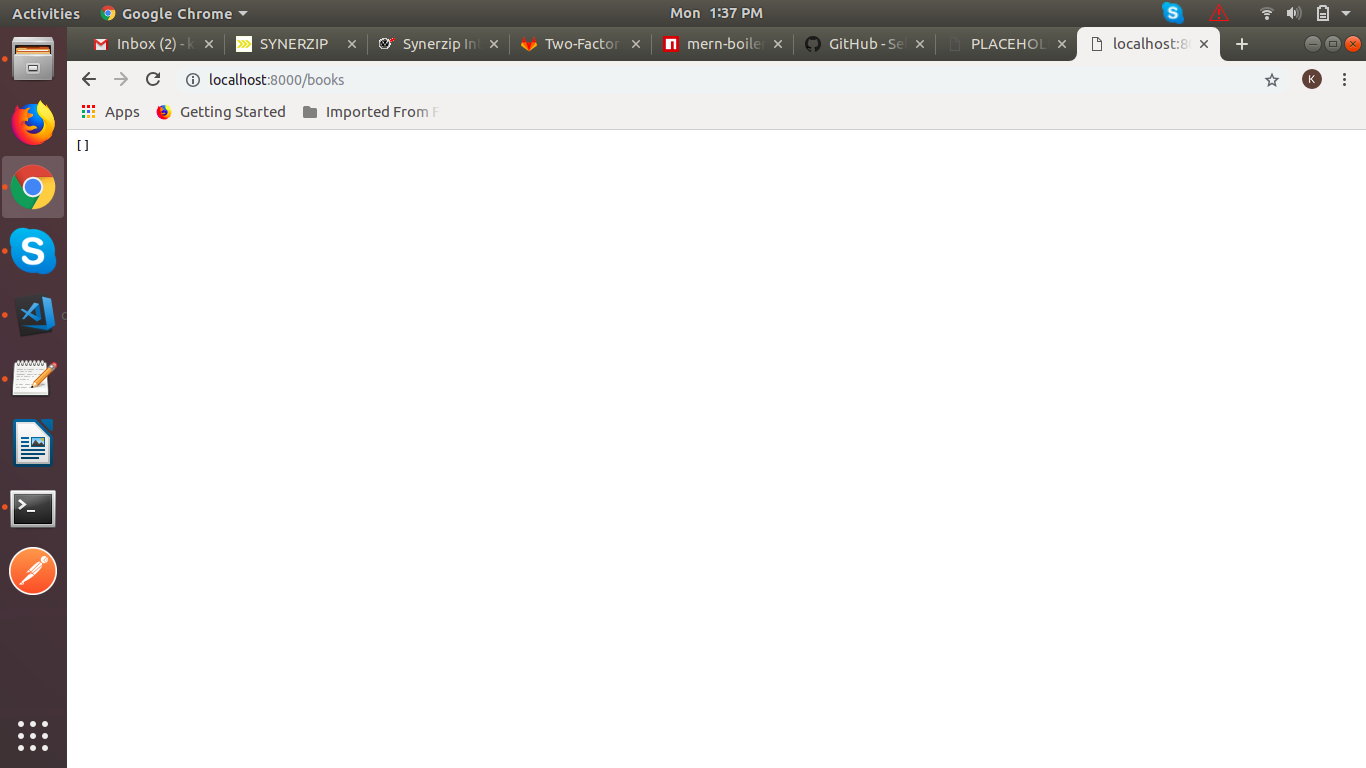 Activities Google Chrome Mon 1:37 PM
Inbox (2) - k SYNERZIP Synerzip In Two-Factor mern-boile GitHub - Se PLACEHOL localhost:80
localhost:8000/books K
Apps Getting Started Imported From F
[]